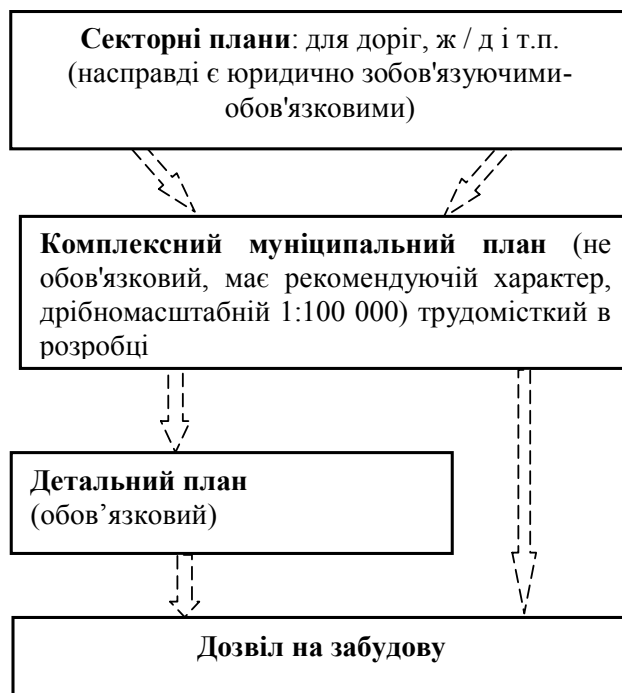 Секторні плани: для доріг, ж / д і т.п.
(насправді є юридично зобов'язуючими-
обов'язковими)
Комплексний муніципальний план (не
обов'язковий, має рекомендуючій характер,
дрібномасштабній 1:100 000) трудомісткий в
розробці
Детальний план
(обов’язковий)
Дозвіл на забудову